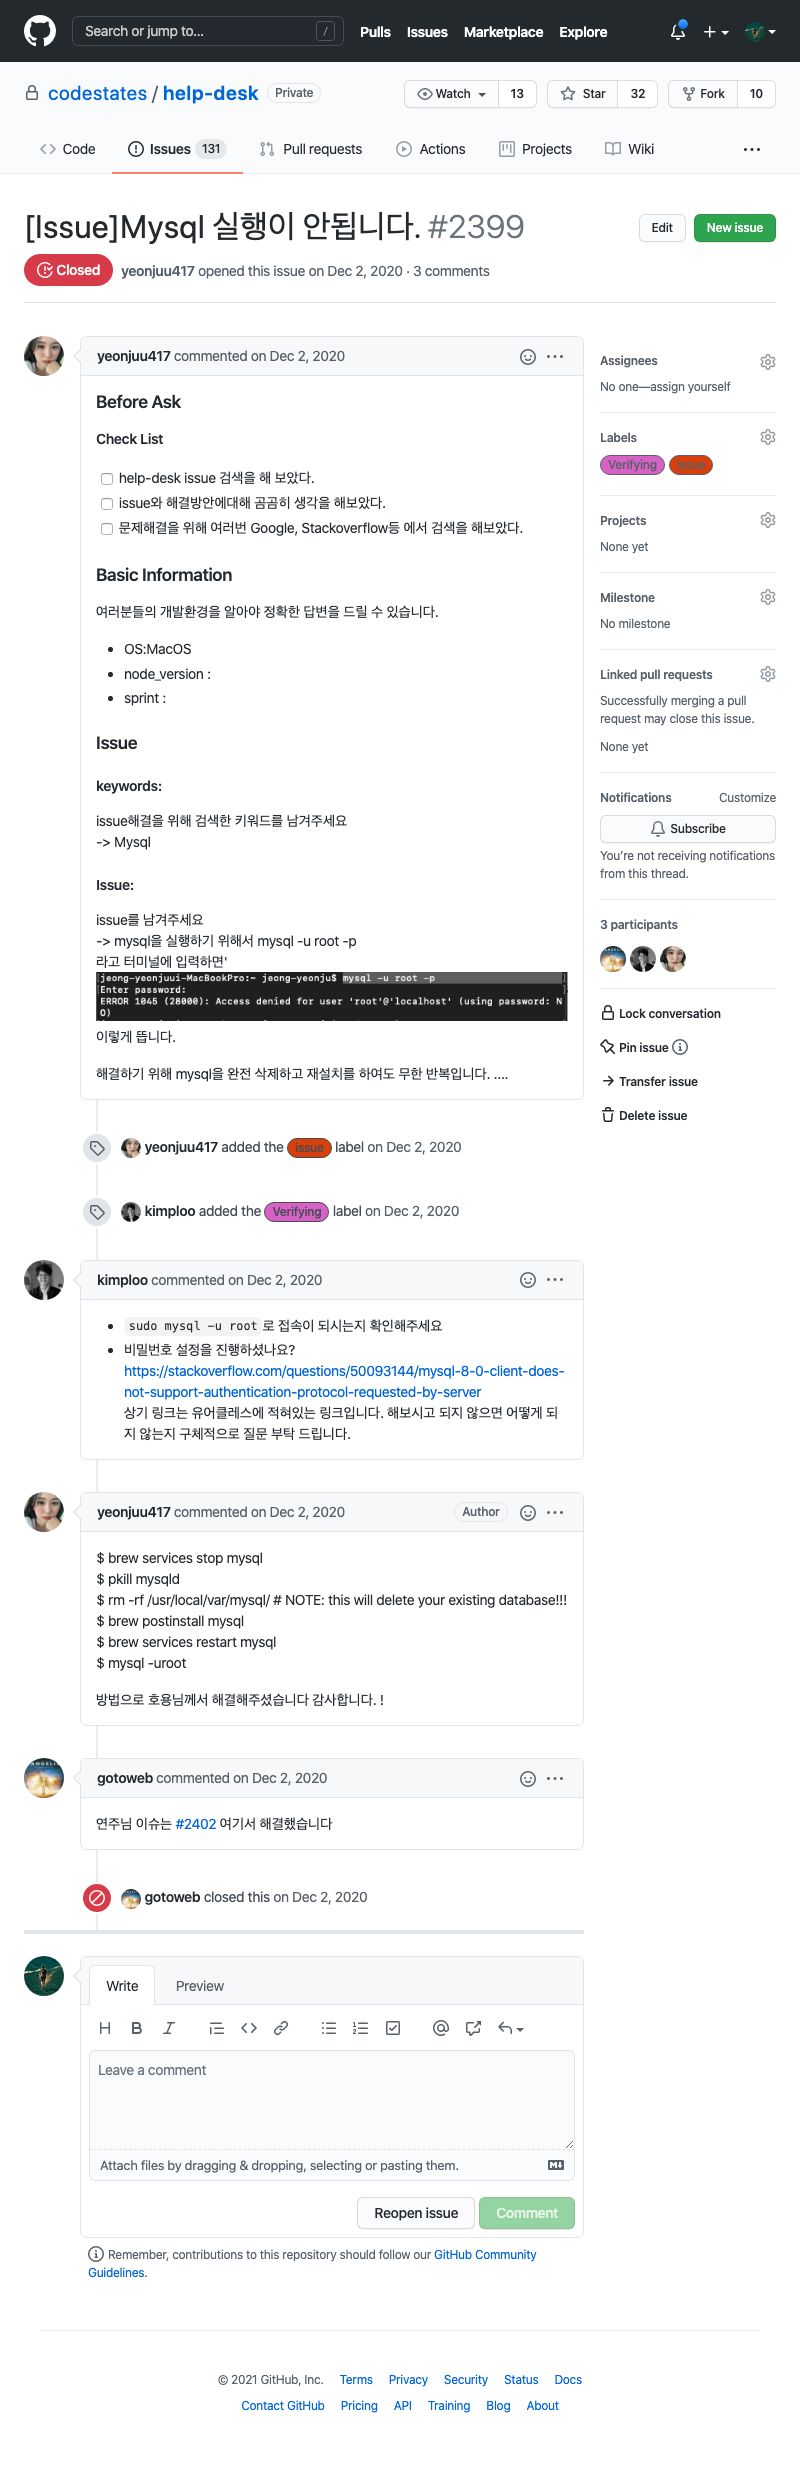 Search or jump to... /
Pulls Issues Marketplace Explore
codestates / help-desk Private
Watch 13 Star 32 Fork 10
Code Issues 131 Pull requests Actions Projects Wiki
[Issue]Mysql 실행이 안됩니다. #2399
Edit New issue
Closed yeonjuu417 opened this issue on Dec 2, 2020 · 3 comments
yeonjuu417 commented on Dec 2, 2020
Before Ask
Check List
help-desk issue 검색을 해 보았다.
issue와 해결방안에대해 곰곰히 생각을 해보았다.
문제해결을 위해 여러번 Google, Stackoverflow등 에서 검색을 해보았다.
Basic Information
여러분들의 개발환경을 알아야 정확한 답변을 드릴 수 있습니다.
OS:MacOS
node_version :
sprint :
Issue
keywords:
issue해결을 위해 검색한 키워드를 남겨주세요
-> Mysql
Issue:
issue를 남겨주세요
-> mysql을 실행하기 위해서 mysql -u root -p
라고 터미널에 입력하면'
[jeong-yeonjuui-MacBookPro:~ jeong-yeonju$ mysql -u root -p ]
[Enter password: ]
ERROR 1045 (28000): Access denied for user 'root'@'localhost' (using password: N
O)
이렇게 뜹니다.
해결하기 위해 mysql을 완전 삭제하고 재설치를 하여도 무한 반복입니다. ....
yeonjuu417 added the issue label on Dec 2, 2020
kimploo added the Verifying label on Dec 2, 2020
kimploo commented on Dec 2, 2020
sudo mysql -u root 로 접속이 되시는지 확인해주세요
비밀번호 설정을 진행하셨나요?
https://stackoverflow.com/questions/50093144/mysql-8-0-client-does-
not-support-authentication-protocol-requested-by-server
상기 링크는 유어클레스에 적혀있는 링크입니다. 해보시고 되지 않으면 어떻게 되
지 않는지 구체적으로 질문 부탁 드립니다.
yeonjuu417 commented on Dec 2, 2020 Author
$ brew services stop mysql
$ pkill mysqld
$ rm -rf /usr/local/var/mysql/ # NOTE: this will delete your existing database!!!
$ brew postinstall mysql
$ brew services restart mysql
$ mysql -uroot
방법으로 호용님께서 해결해주셨습니다 감사합니다. !
gotoweb commented on Dec 2, 2020
연주님 이슈는 #2402 여기서 해결했습니다
gotoweb closed this on Dec 2, 2020
Write Preview
Leave a comment
Attach files by dragging & dropping, selecting or pasting them.
Reopen issue Comment
Remember, contributions to this repository should follow our GitHub Community
Guidelines.
Assignees
No one—assign yourself
Labels
Verifying issue
Projects
None yet
Milestone
No milestone
Linked pull requests
Successfully merging a pull
request may close this issue.
None yet
Notifications Customize
Subscribe
You're not receiving notifications
from this thread.
3 participants
Lock conversation
Pin issue
Transfer issue
Delete issue
© 2021 GitHub, Inc. Terms Privacy Security Status Docs
Contact GitHub Pricing API Training Blog About